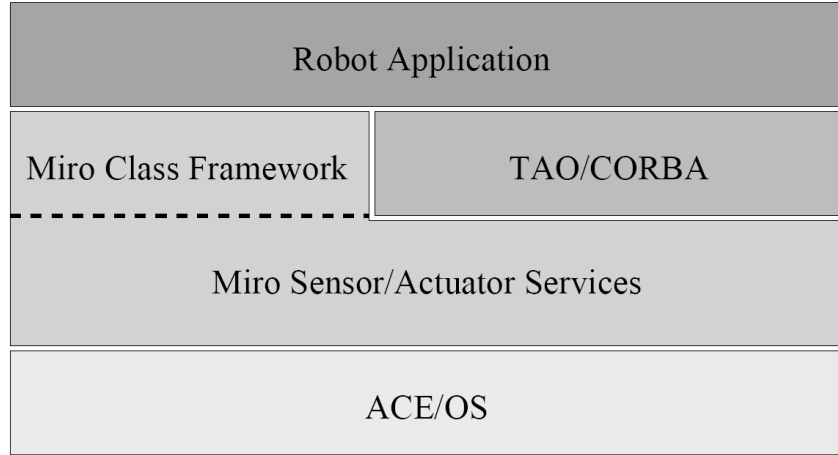 Robot Application
Miro Class Framework
TAO/CORBA
Miro Sensor/Actuator Services
ACE/OS